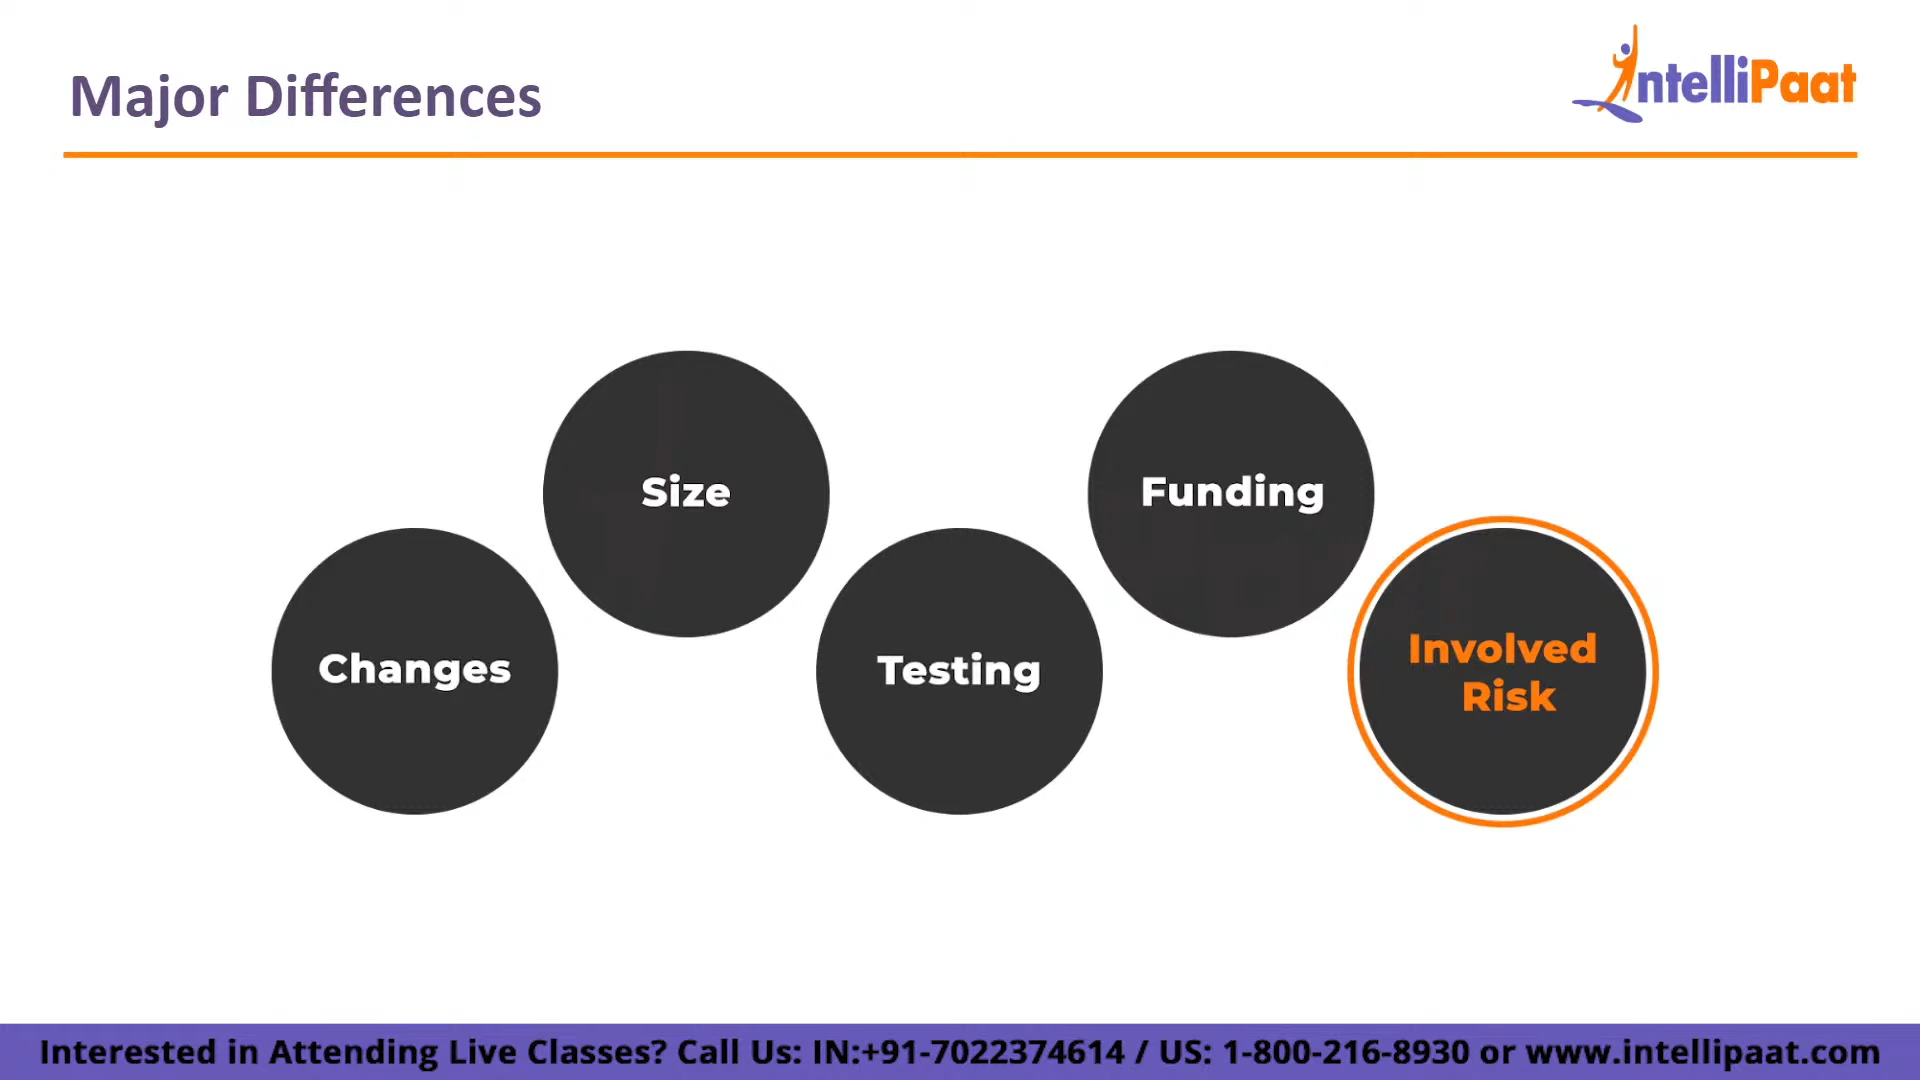 Major Differences
IntelliPaat
Size
Funding
Changes
Testing
Involved
Risk
Interested in Attending Live Classes? Call Us: IN:+91-7022374614 / US: 1-800-216-8930 or www.intellipaat.com